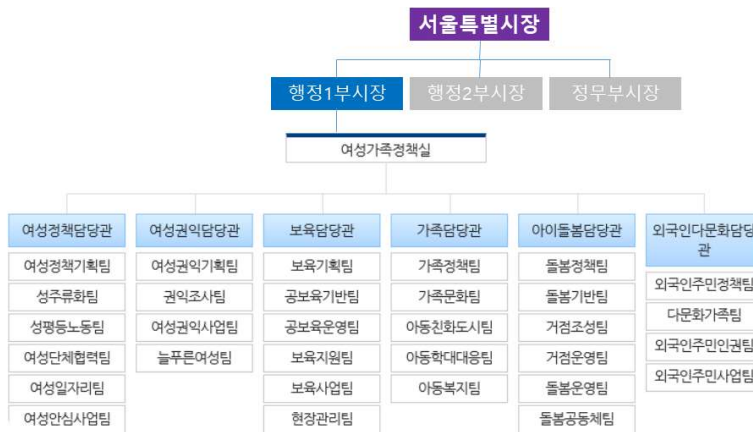 서울특별시장
행정1부시장
행정2부시장
정무부시장
여성가족정책실
여성정책담당관
여성정책기획팀
성주류화팀
성평등노동팀
여성단체협력팀
여성일자리팀
여성안심사업팀
여성권익담당관
여성권익기획팀
권익조사팀
여성권익사업팀
늘푸른여성팀
보육담당관
보육기획팀
공보육기반팀
공보육운영팀
보육지원팀
보육사업팀
현장관리팀
가족담당관
가족정책팀
가족문화팀
아동친화도시팀
아동학대대응팀
아동복지팀
아이돌봄담당관
돌봄정책팀
돌봄기반팀
거점조성팀
거점운영팀
돌봄운영팀
돌봄공동체팀
외국인다문화담당
관
외국인주민정책팀
다문화가족팀
외국인주민인권팀
외국인주민사업팀